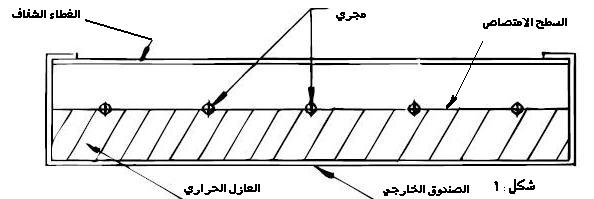 الغطاء الشفاف
مجري
السطح الامتصاص
العازل الحراري
الصندوق الخارجي
شكل : 1